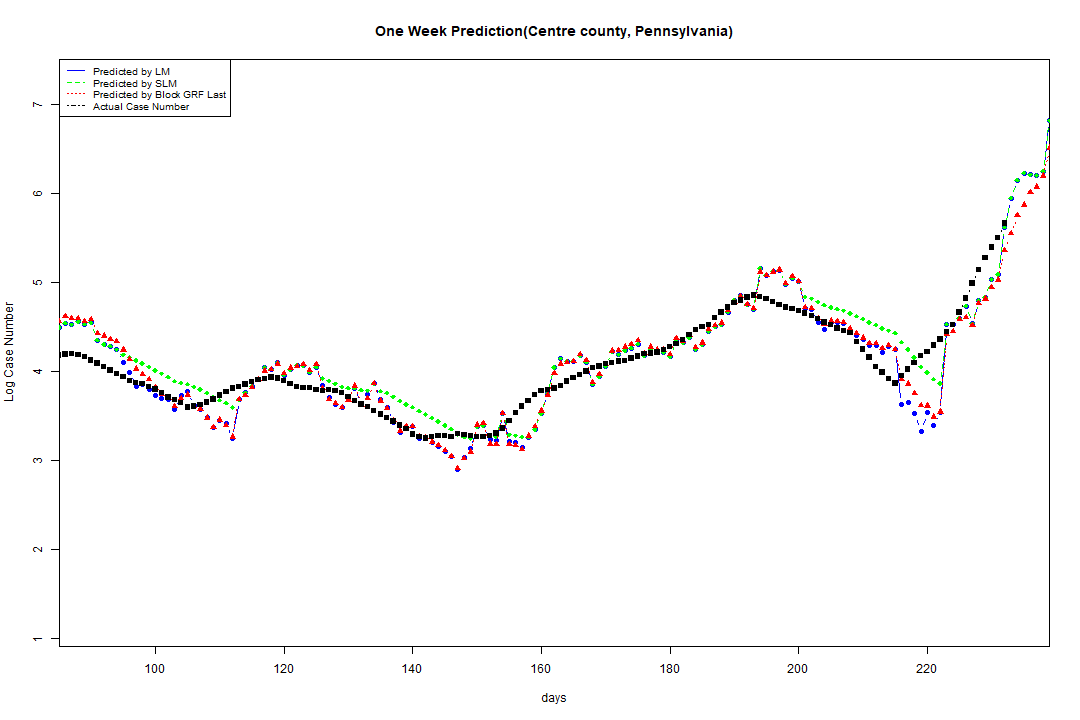 One Week Prediction(Centre county, Pennsylvania)
Predicted by LM
Predicted by SLM
Predicted by Block GRF Last
Actual Case Number
7
6
5
4
3
2
1
Log Case Number
100 120 140 160 180 200 220
days